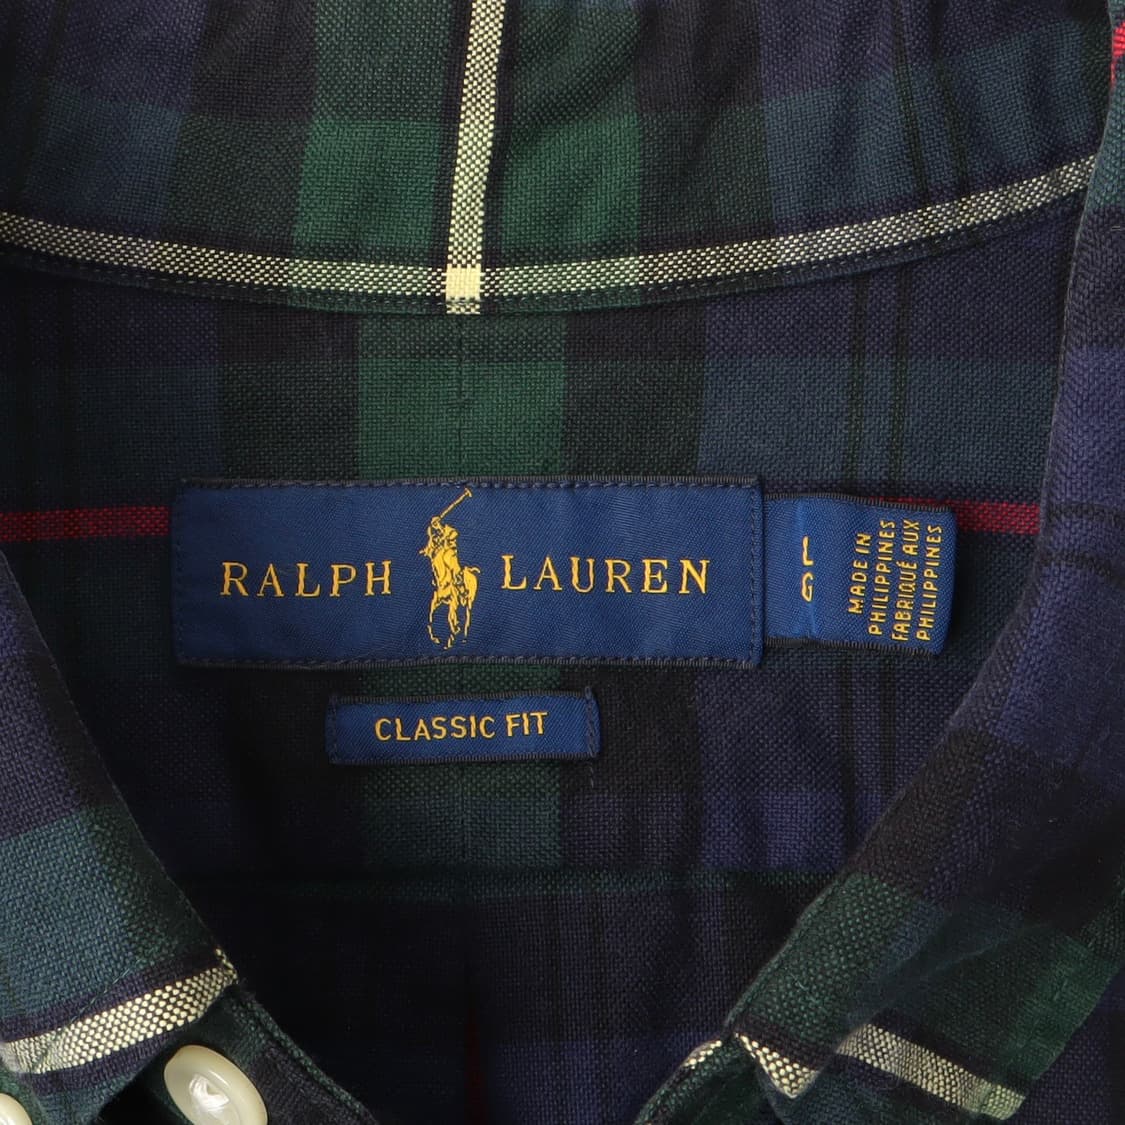 RALPH LAUREN
L
G
MADE IN
PHILIPPINES
FABRIQUÉ AUX
PHILIPPINES
CLASSIC FIT